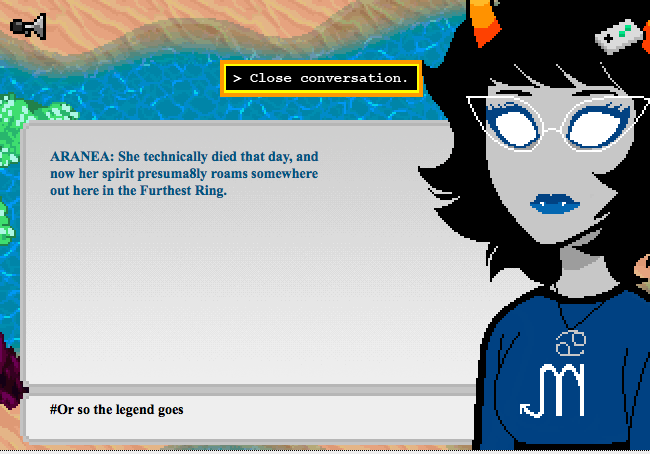 > Close conversation.
ARANEA: She technically died that day, and
now her spirit presuma8ly roams somewhere
out here in the Furthest Ring.
#Or so the legend goes